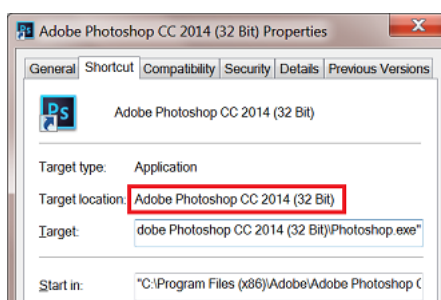 Ps Adobe Photoshop CC 2014 (32 Bit) Properties X
General Shortcut Compatibility Security Details Previous Versions
Ps Adobe Photoshop CC 2014 (32 Bit)
Target type: Application
Target location: Adobe Photoshop CC 2014 (32 Bit)
Target: dobe Photoshop CC 2014 (32 Bit)\Photoshop.exe"
Start in: "C:\Program Files (x86)\Adobe\Adobe Photoshop C